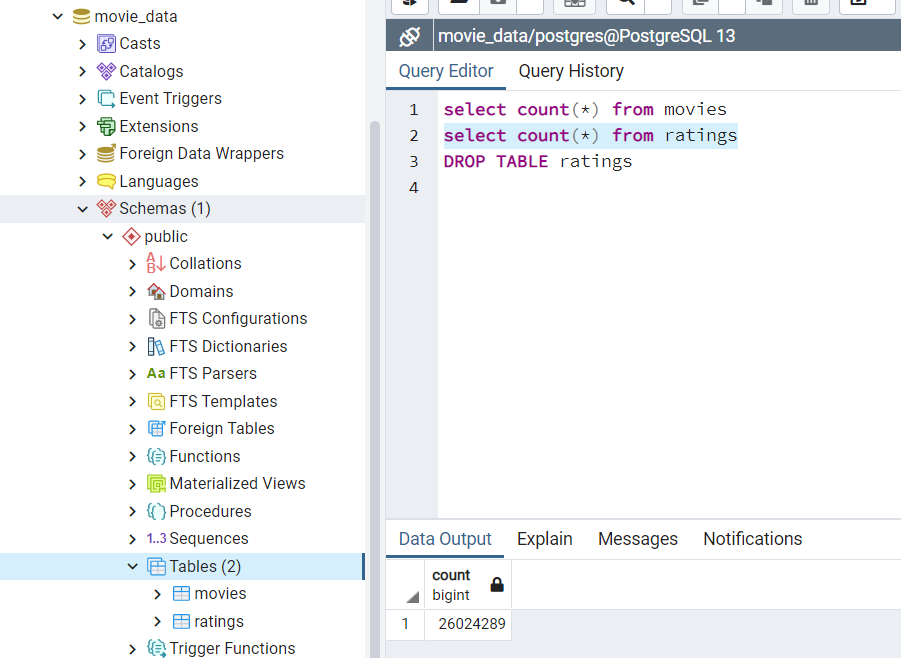 movie_data
Casts
Catalogs
Event Triggers
Extensions
Foreign Data Wrappers
Languages
Schemas (1)
public
Collations
Domains
FTS Configurations
FTS Dictionaries
Aa FTS Parsers
FTS Templates
Foreign Tables
Functions
Materialized Views
Procedures
1..3 Sequences
Tables (2)
movies
ratings
Trigger Functions
movie_data/postgres@PostgreSQL 13
Query Editor Query History
1 select count(*) from movies
2 select count(*) from ratings
3 DROP TABLE ratings
4
Data Output Explain Messages Notifications
count
bigint
1 26024289